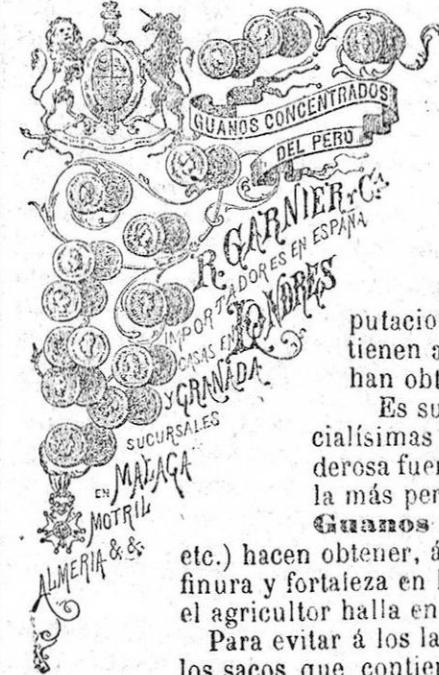 GUANOS CONCENTRADOS
DEL PERÚ
R. GARNIER Y Cª
IMPORTADORES EN ESPAÑA
CASAS EN LONDRES
Y GRANADA
SUCURSALES
EN MALAGA
MOTRIL
ALMERIA &. &.
putacio
tienen a
han obt
Es su
cialísimas
derosa fuer
la más per
Guanos
etc.) hacen obtener, á
finura y fortaleza en l
el agricultor halla en
Para evitar á los la
los sacos que contien